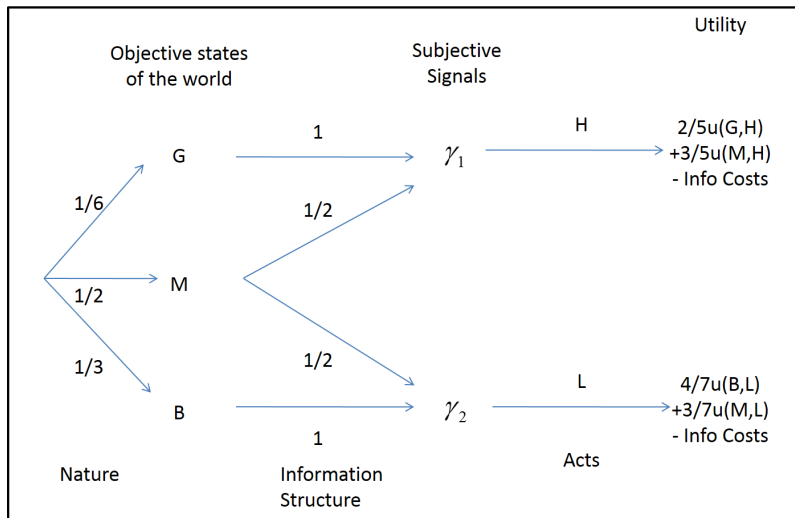 Utility
Objective states
of the world
Subjective
Signals
G
1
γ₁
H
2/5u(G,H)
+3/5u(M,H)
- Info Costs
1/6
1/2
M
1/2
1/3
1/2
B
1
γ₂
L
4/7u(B,L)
+3/7u(M,L)
- Info Costs
Nature
Information
Structure
Acts